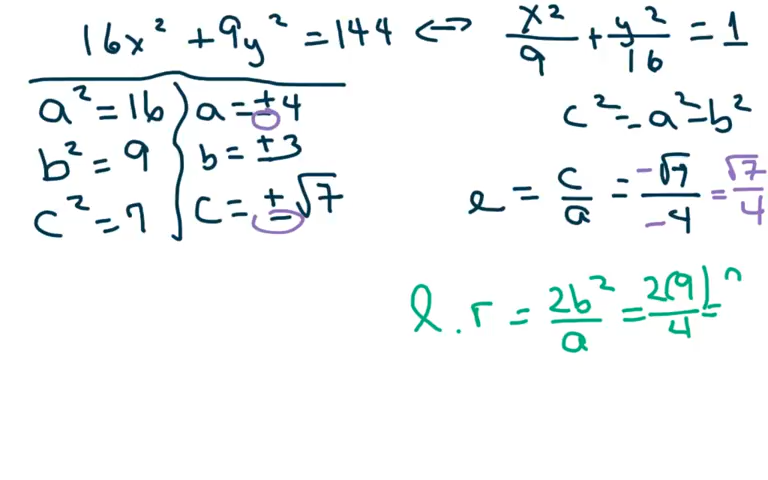 16x² + 9y² = 144 ↔ x²/9 + y²/16 = 1
a² = 16 a = ±4
b² = 9 b = ±3
c² = 7 c = ±√7
c² = a² - b²
e = c/a = -√7/-4 = √7/4
l.r = 2b²/a = 2(9)/4 =